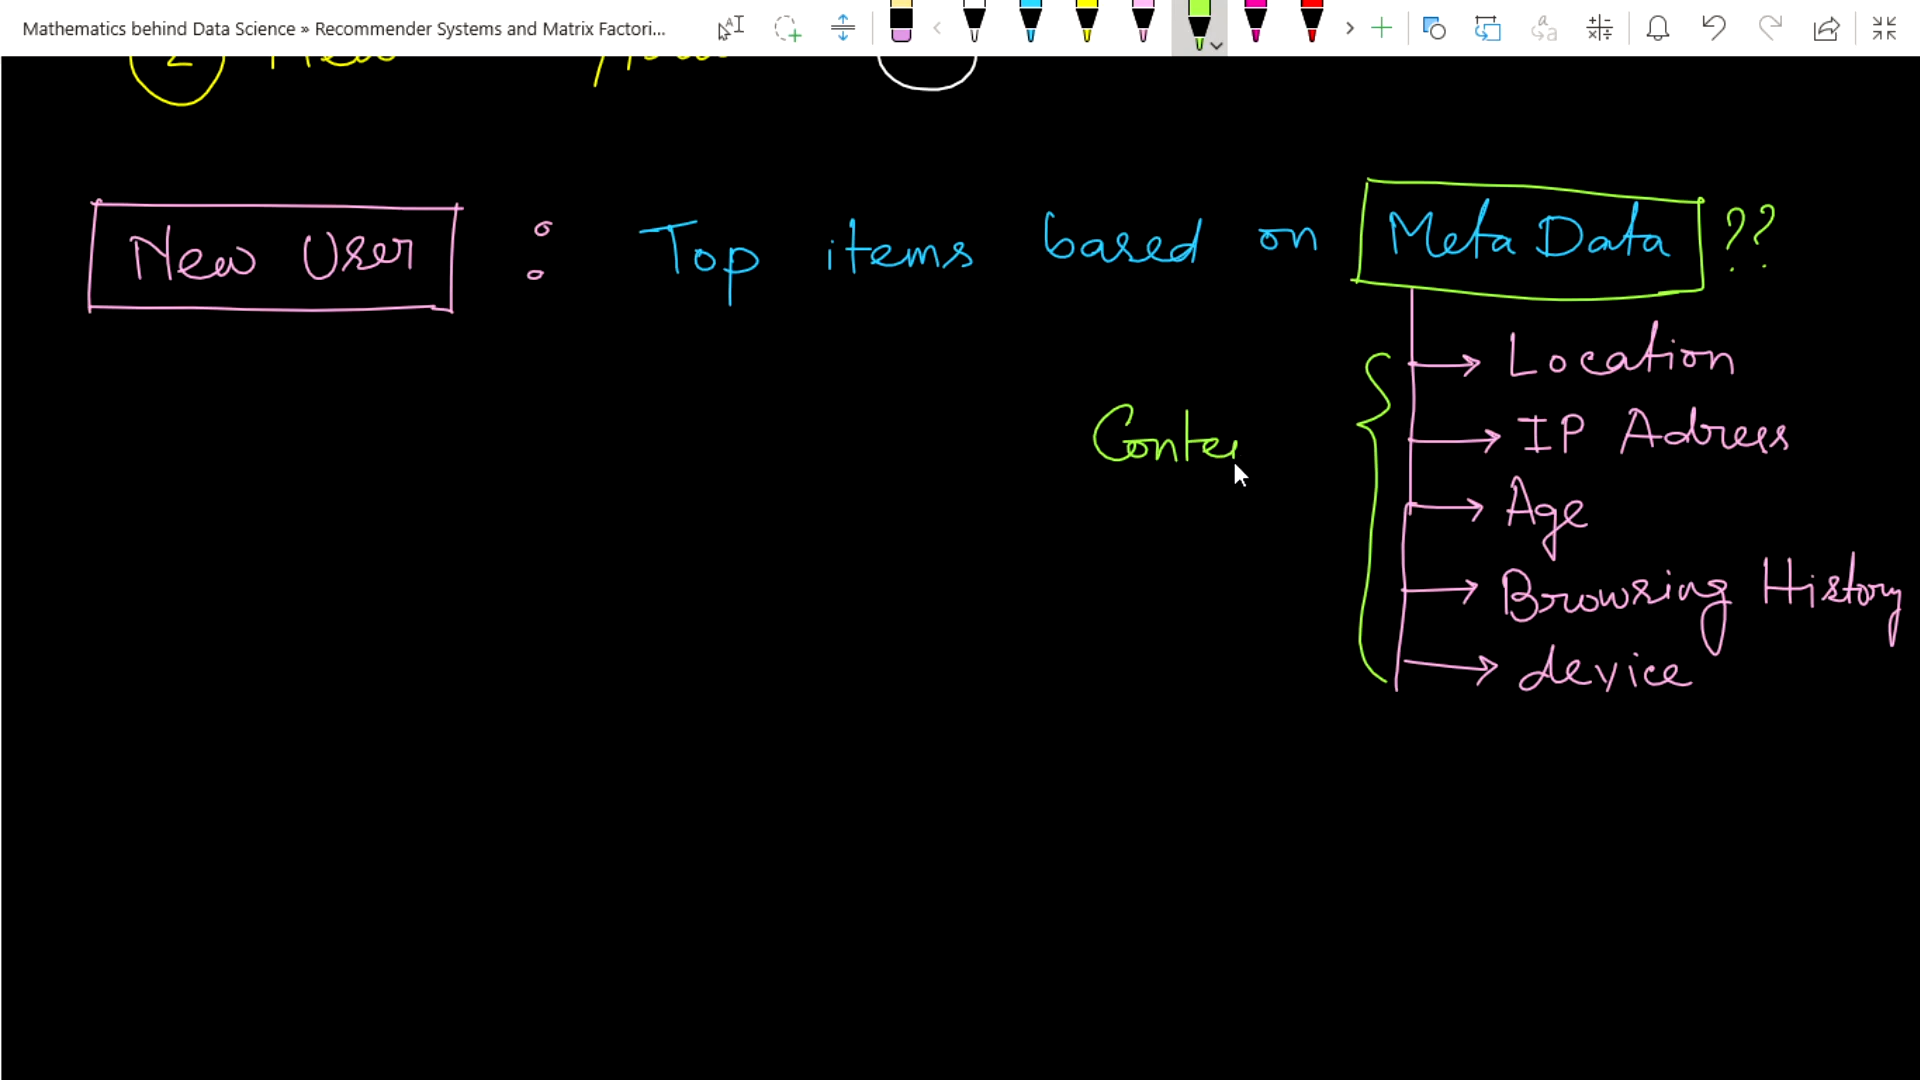 Mathematics behind Data Science » Recommender Systems and Matrix Factori...
New User : Top items based on Meta Data ??
Location
Conte
IP Adress
Age
Browsing History
device